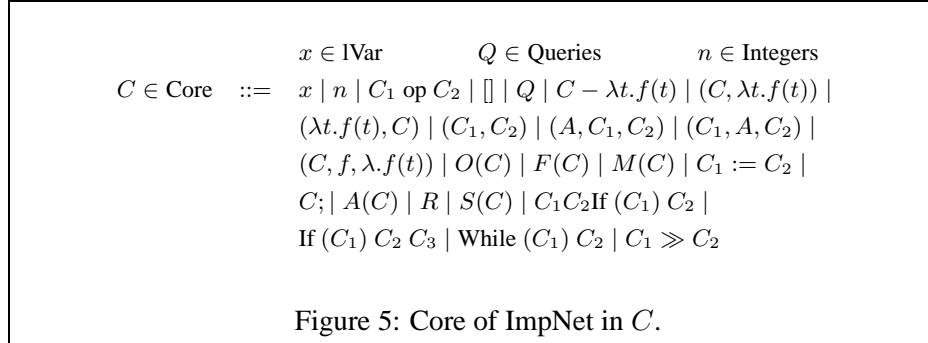 x ∈ lVar Q ∈ Queries n ∈ Integers
C ∈ Core ::= x | n | C₁ op C₂ | [] | Q | C − λt.f(t) | (C, λt.f(t)) |
(λt.f(t), C) | (C₁, C₂) | (A, C₁, C₂) | (C₁, A, C₂) |
(C, f, λ.f(t)) | O(C) | F(C) | M(C) | C₁ := C₂ |
C; | A(C) | R | S(C) | C₁C₂If (C₁) C₂ |
If (C₁) C₂ C₃ | While (C₁) C₂ | C₁ ≫ C₂
Figure 5: Core of ImpNet in C.